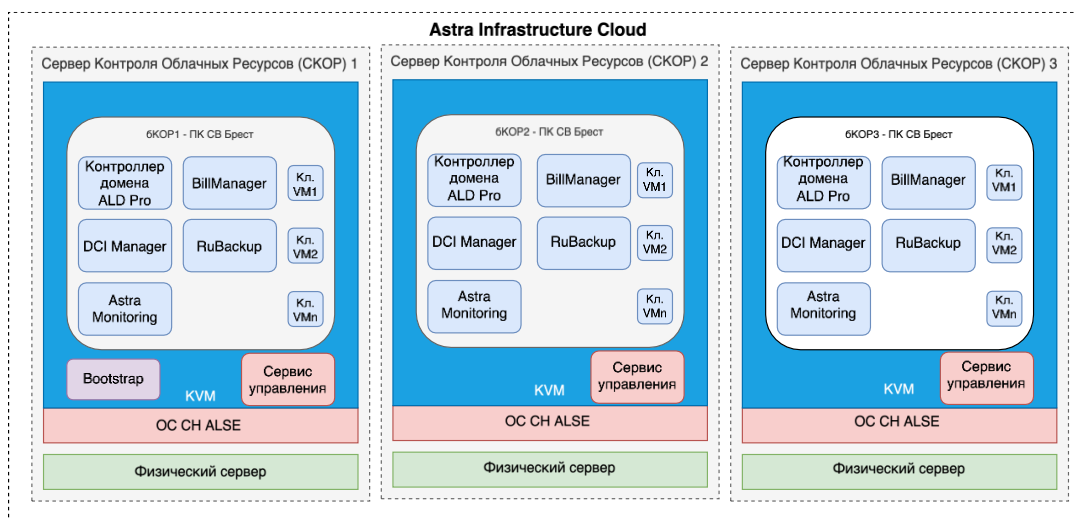 Astra Infrastructure Cloud
Сервер Контроля Облачных Ресурсов (СКОР) 1
бКОР1 - ПК СВ Брест
Контроллер
домена
ALD Pro
BillManager
Кл.
VM1
DCI Manager
RuBackup
Кл.
VM2
Astra
Monitoring
Кл.
VMn
Bootstrap
KVM
Сервис
управления
ОС СН ALSE
Физический сервер
Сервер Контроля Облачных Ресурсов (СКОР) 2
бКОР2 - ПК СВ Брест
Контроллер
домена
ALD Pro
BillManager
Кл.
VM1
DCI Manager
RuBackup
Кл.
VM2
Astra
Monitoring
Кл.
VMn
KVM
Сервис
управления
ОС СН ALSE
Физический сервер
Сервер Контроля Облачных Ресурсов (СКОР) 3
бКОР3 - ПК СВ Брест
Контроллер
домена
ALD Pro
BillManager
Кл.
VM1
DCI Manager
RuBackup
Кл.
VM2
Astra
Monitoring
Кл.
VMn
KVM
Сервис
управления
ОС СН ALSE
Физический сервер